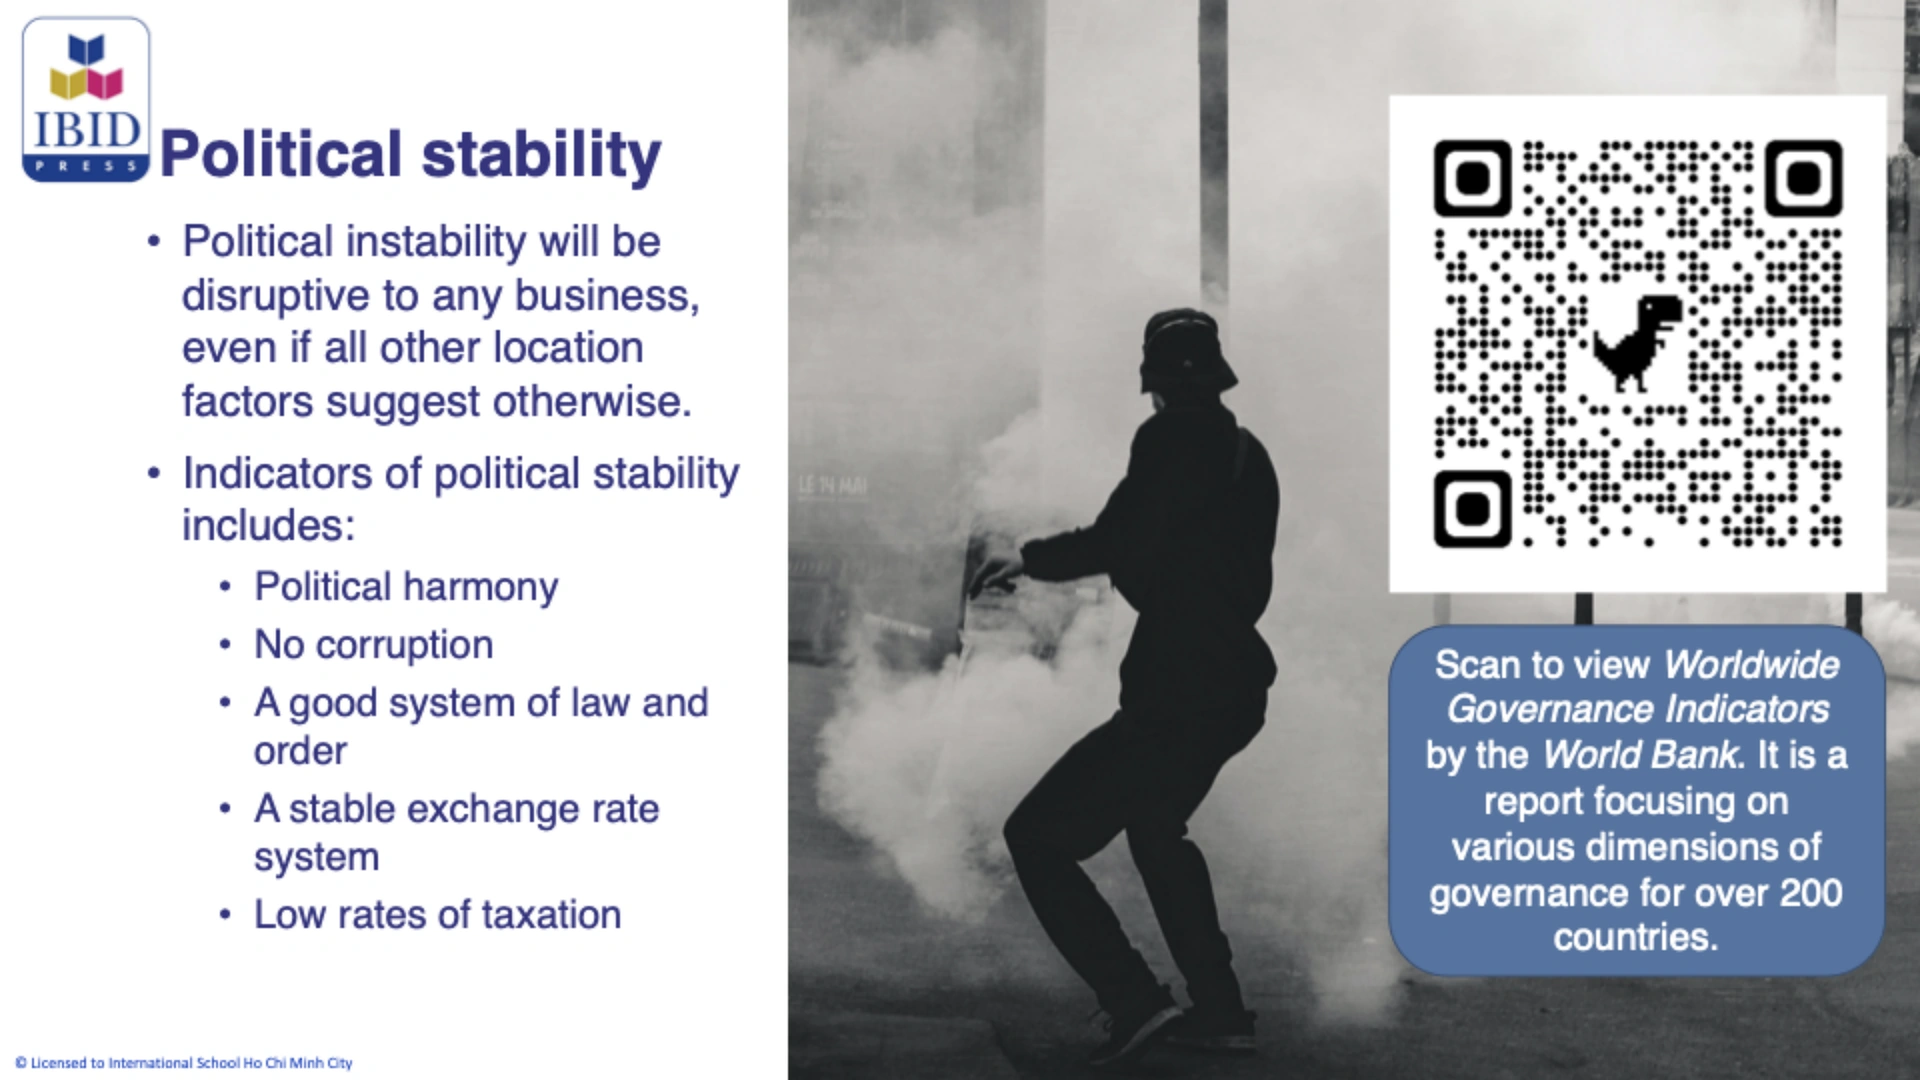 IBID
PRESS
Political stability
• Political instability will be
disruptive to any business,
even if all other location
factors suggest otherwise.
• Indicators of political stability
includes:
• Political harmony
• No corruption
• A good system of law and
order
• A stable exchange rate
system
• Low rates of taxation
LE 14 MAI
Scan to view Worldwide
Governance Indicators
by the World Bank. It is a
report focusing on
various dimensions of
governance for over 200
countries.
© Licensed to International School Ho Chi Minh City